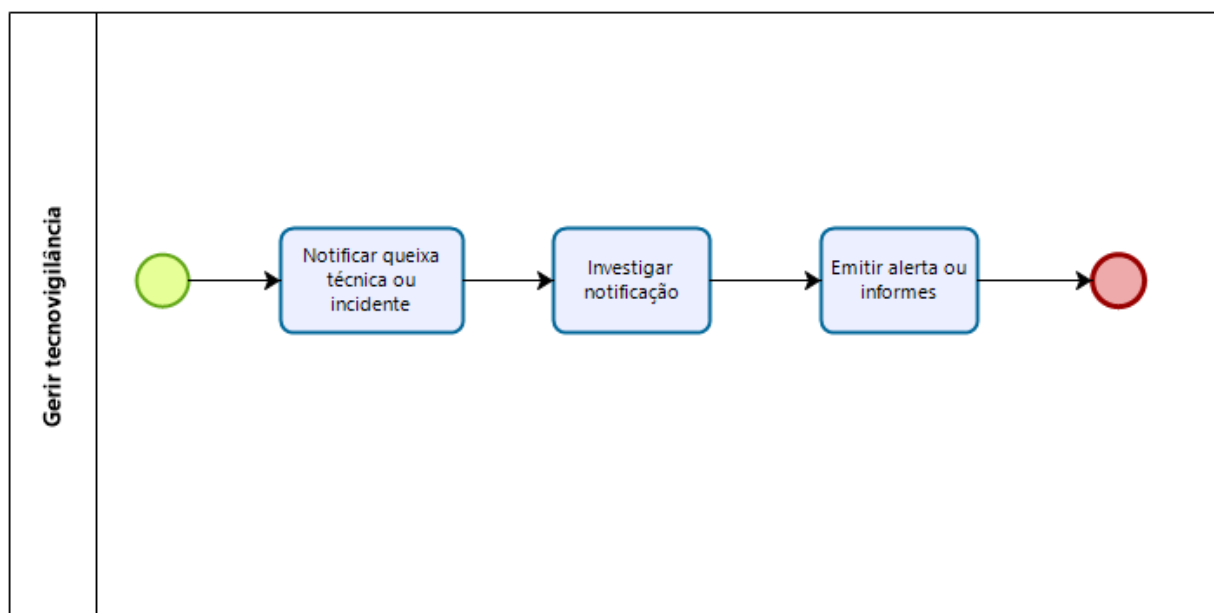 Gerir tecnovigilância
Notificar queixa
técnica ou
incidente
Investigar
notificação
Emitir alerta ou
informes